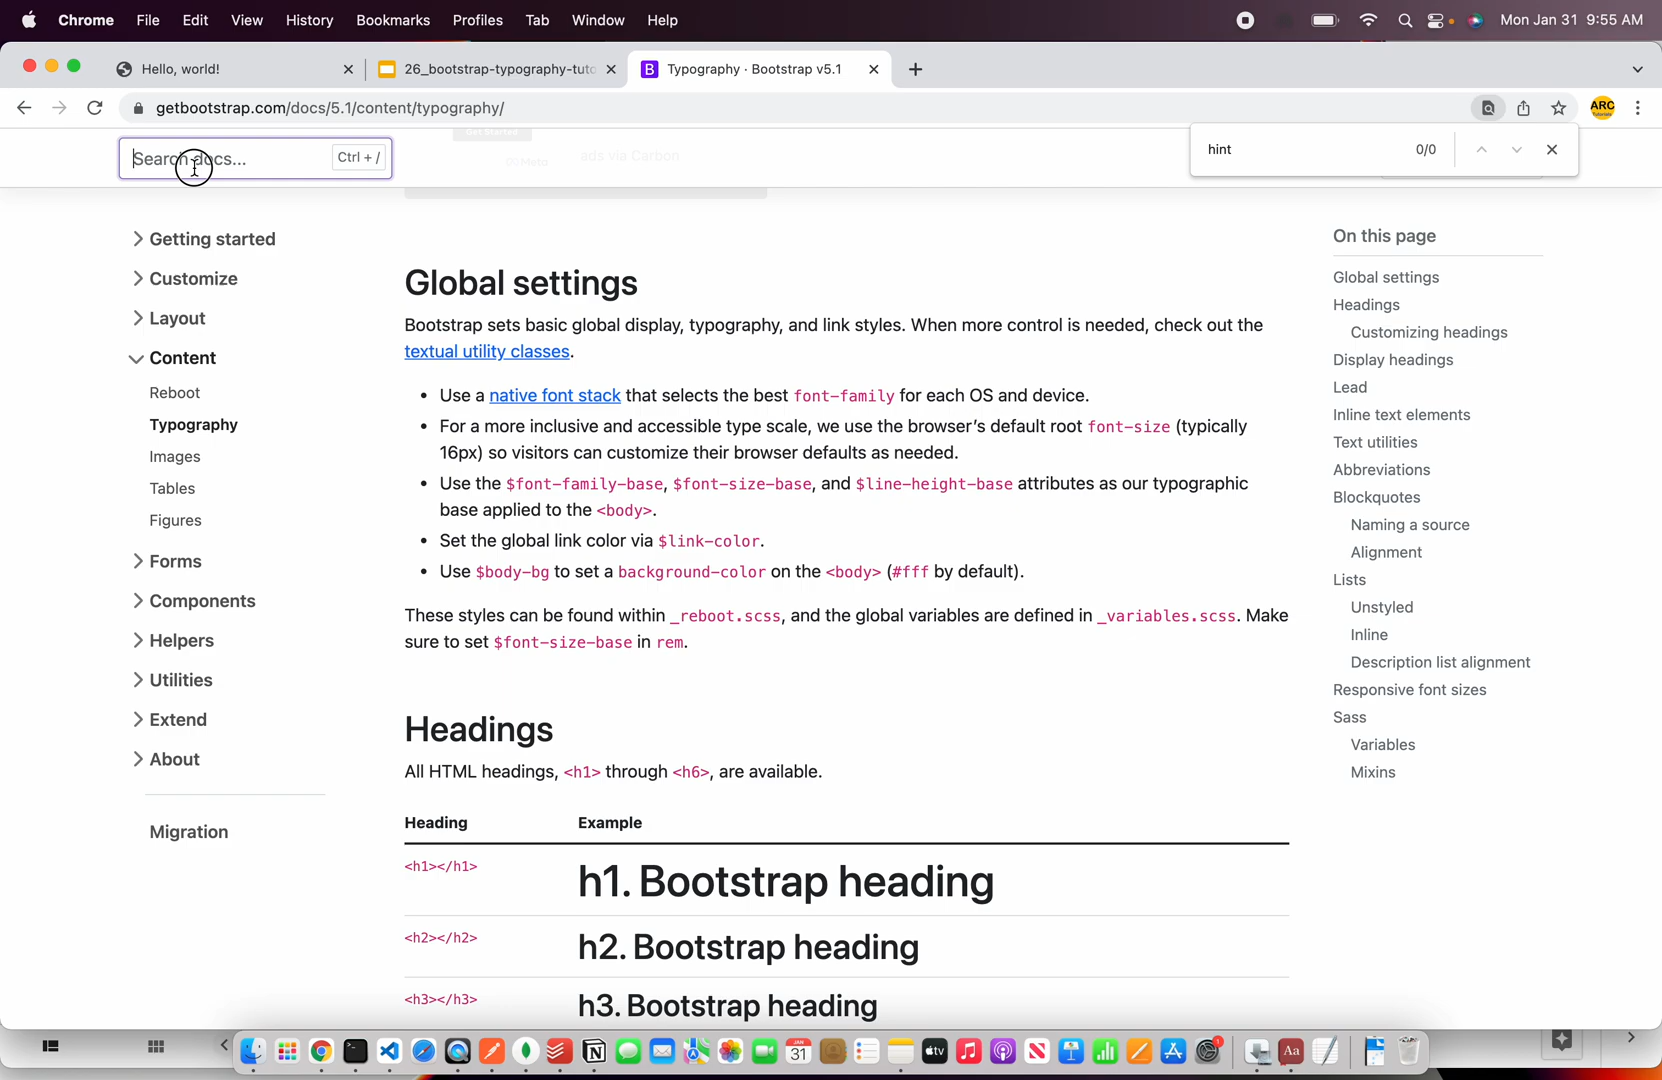 Chrome File Edit View History Bookmarks Profiles Tab Window Help Mon Jan 31 9:55 AM
Hello, world! 26_bootstrap-typography-tuto Typography · Bootstrap v5.1
getbootstrap.com/docs/5.1/content/typography/ ARC
Search docs... Ctrl + /
Get Started
Meta ads via Carbon
hint 0/0
Getting started
Customize
Layout
Content
Reboot
Typography
Images
Tables
Figures
Forms
Components
Helpers
Utilities
Extend
About
Migration
Global settings
Bootstrap sets basic global display, typography, and link styles. When more control is needed, check out the
textual utility classes.
• Use a native font stack that selects the best font-family for each OS and device.
• For a more inclusive and accessible type scale, we use the browser’s default root font-size (typically
16px) so visitors can customize their browser defaults as needed.
• Use the $font-family-base, $font-size-base, and $line-height-base attributes as our typographic
base applied to the <body>.
• Set the global link color via $link-color.
• Use $body-bg to set a background-color on the <body> (#fff by default).
These styles can be found within _reboot.scss, and the global variables are defined in _variables.scss. Make
sure to set $font-size-base in rem.
Headings
All HTML headings, <h1> through <h6>, are available.
Heading Example
<h1></h1> h1. Bootstrap heading
<h2></h2> h2. Bootstrap heading
<h3></h3> h3. Bootstrap heading
On this page
Global settings
Headings
Customizing headings
Display headings
Lead
Inline text elements
Text utilities
Abbreviations
Blockquotes
Naming a source
Alignment
Lists
Unstyled
Inline
Description list alignment
Responsive font sizes
Sass
Variables
Mixins
31 tv 1 Aa